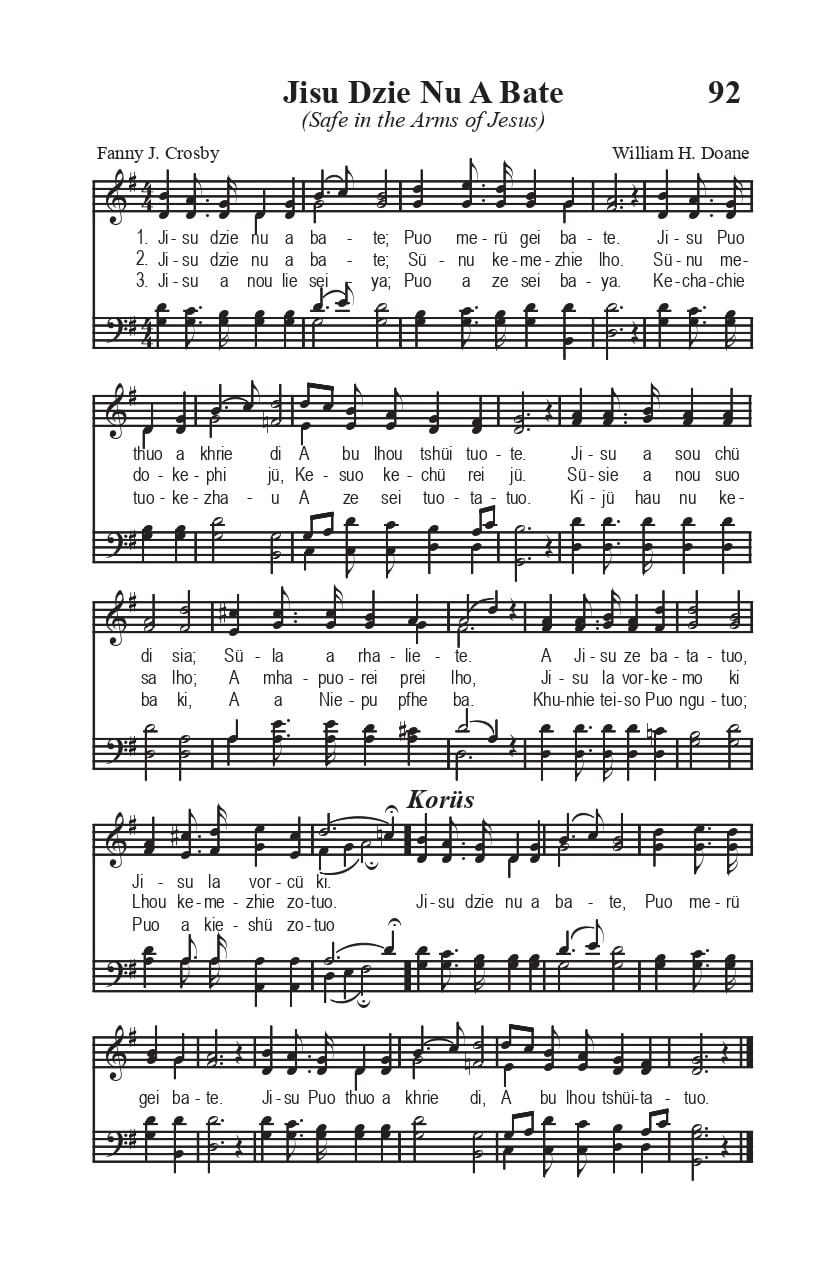 Jisu Dzie Nu A Bate 92
(Safe in the Arms of Jesus)
Fanny J. Crosby William H. Doane
1. Ji - su dzie nu a ba - te; Puo me - rü gei ba - te. Ji - su Puo
2. Ji - su dzie nu a ba - te; Sü - nu ke - me - zhie lho. Sü - nu me -
3. Ji - su a nou lie sei - ya; Puo a ze sei ba - ya. Ke - cha - chie
thuo a khrie di A bu lhou tshüi tuo - te. Ji - su a sou chü
do - ke - phi jü, Ke - suo ke - chü rei jü. Sü - sie a nou suo
tuo - ke - zha - u A ze sei tuo - ta - tuo. Ki - jü hau nu ke -
di sia; Sü - la a rha - lie - te. A Ji - su ze ba - ta - tuo,
sa lho; A mha - puo - rei prei lho, Ji - su la vor - ke - mo ki
ba ki, A a Nie - pu pfhe ba. Khu - nhie tei - so Puo ngu - tuo;
Korüs
Ji - su la vor - cü ki.
Lhou ke - me - zhie zo - tuo. Ji - su dzie nu a ba - te, Puo me - rü
Puo a kie - shü zo - tuo
gei ba - te. Ji - su Puo thuo a khrie di, A bu lhou tshüi - ta - tuo.